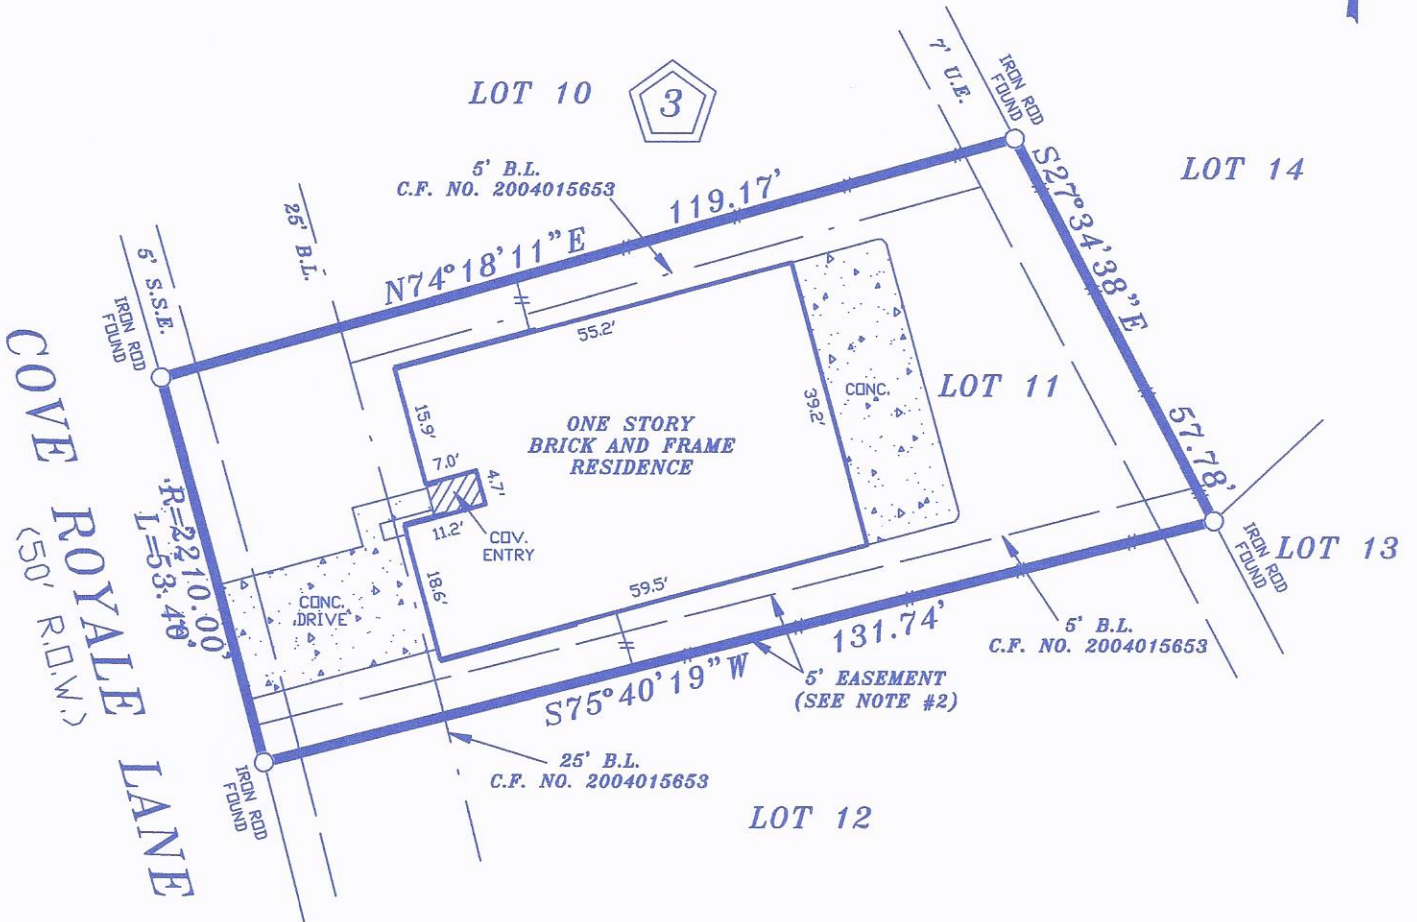 LOT 10
3
7' U.E.
IRON ROD
FOUND
LOT 14
5' B.L.
C.F. NO. 2004015653
25' B.L.
5' S.S.E.
119.17'
N74°18'11"E
S27°34'38"E
57.78'
IRON ROD
FOUND
COVE ROYALE LANE
(50' R.O.W.)
R=2210.00'
L=53.40'
55.2'
15.9'
7.0'
4.7'
11.2'
18.6'
39.2'
59.5'
ONE STORY
BRICK AND FRAME
RESIDENCE
CONC.
LOT 11
COV.
ENTRY
CONC.
DRIVE
IRON ROD
FOUND
LOT 13
5' B.L.
C.F. NO. 2004015653
131.74'
S75°40'19"W
5' EASEMENT
(SEE NOTE #2)
25' B.L.
C.F. NO. 2004015653
IRON ROD
FOUND
LOT 12